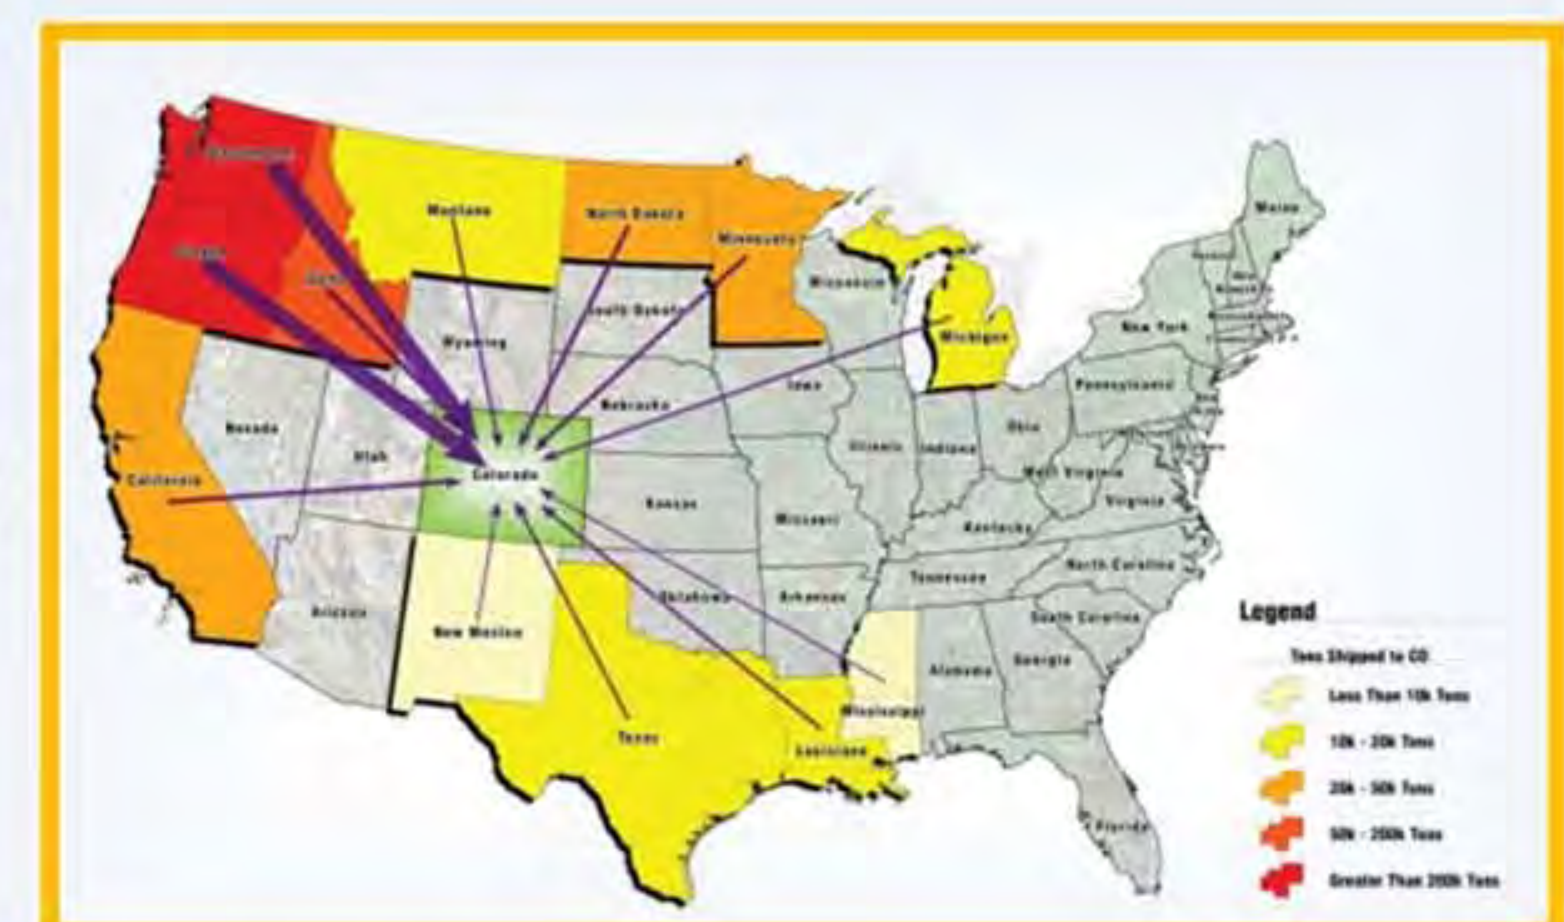 Washington
Maine
Montana
North Dakota
Minnesota
Oregon
Idaho
Wisconsin
South Dakota
New York
Michigan
Wyoming
Iowa
Pennsylvania
Nebraska
Nevada
Ohio
Illinois
Indiana
Utah
West Virginia
Colorado
California
Virginia
Kansas
Missouri
Kentucky
North Carolina
Tennessee
Oklahoma
Arkansas
Arizona
South Carolina
New Mexico
Georgia
Alabama
Mississippi
Texas
Louisiana
Florida
Legend
Tons Shipped to CO
Less Than 10k Tons
10k - 20k Tons
20k - 50k Tons
50k - 200k Tons
Greater Than 200k Tons